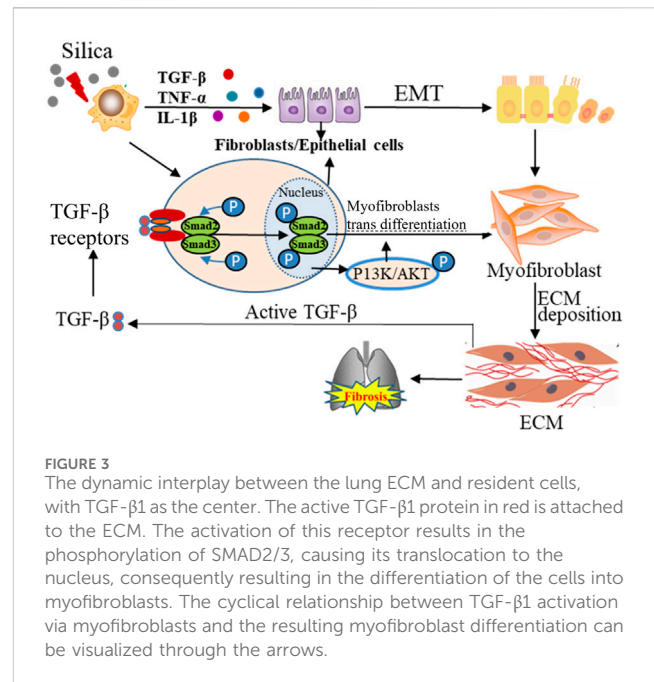 Silica
TGF-β
TNF-α
IL-1β
EMT
Fibroblasts/Epithelial cells
Nucleus
P
P
Smad2
Smad3
Smad2
Smad3
P
P
Myofibroblasts
trans differentiation
P13K/AKT
P
TGF-β
receptors
Myofibroblast
ECM
deposition
TGF-β
Active TGF-β
Fibrosis
ECM
FIGURE 3
The dynamic interplay between the lung ECM and resident cells,
with TGF-β1 as the center. The active TGF-β1 protein in red is attached
to the ECM. The activation of this receptor results in the
phosphorylation of SMAD2/3, causing its translocation to the
nucleus, consequently resulting in the differentiation of the cells into
myofibroblasts. The cyclical relationship between TGF-β1 activation
via myofibroblasts and the resulting myofibroblast differentiation can
be visualized through the arrows.